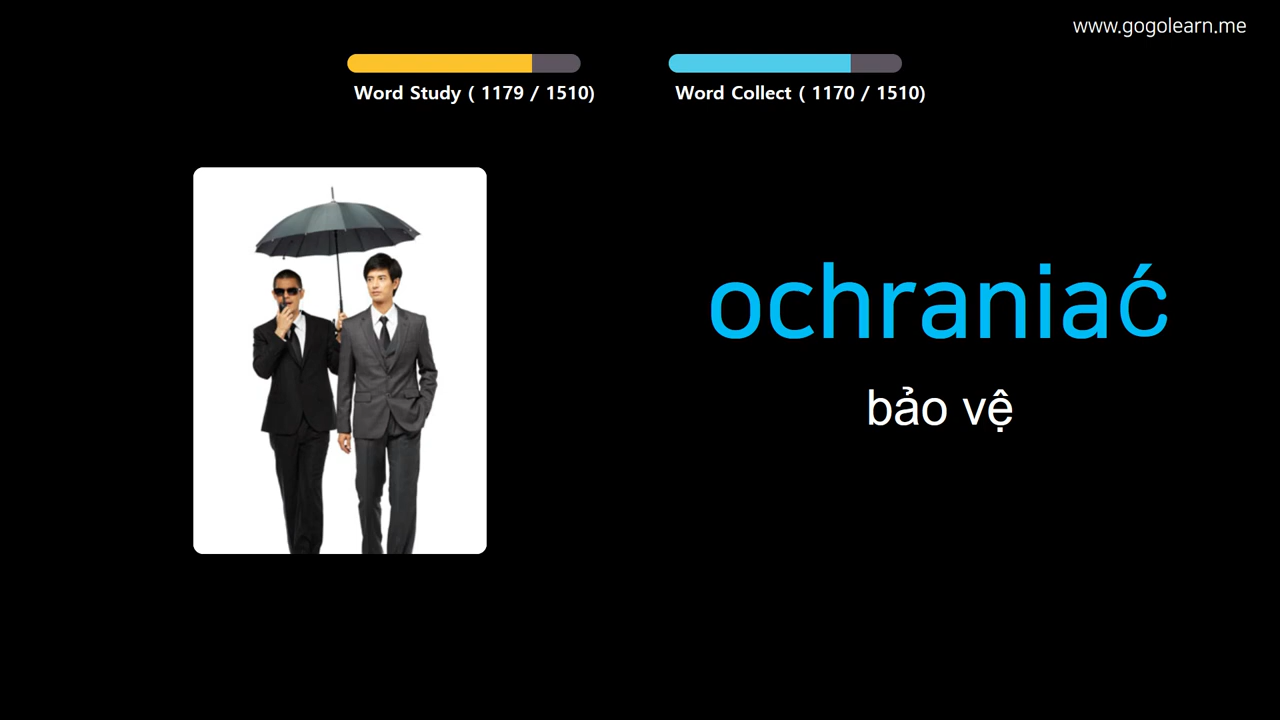 www.gogolearn.me
Word Study ( 1179 / 1510)
Word Collect ( 1170 / 1510)
ochraniać
bảo vệ